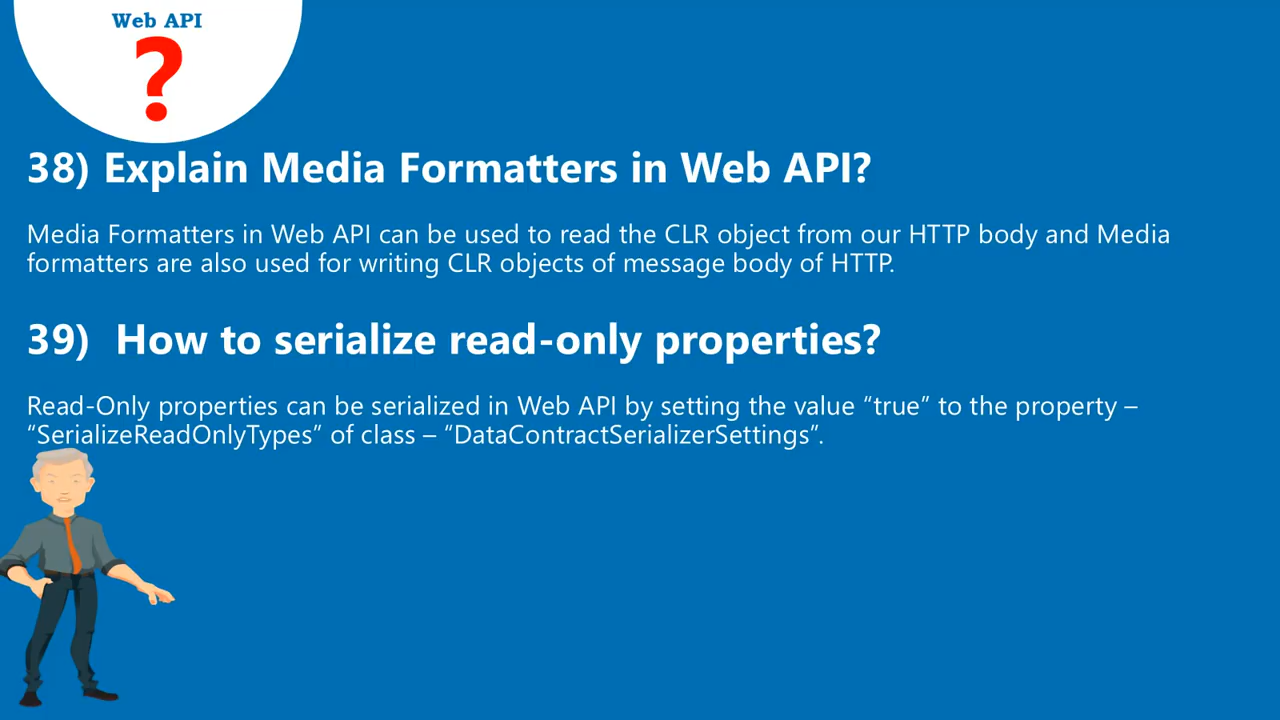 Web API
?
38) Explain Media Formatters in Web API?
Media Formatters in Web API can be used to read the CLR object from our HTTP body and Media
formatters are also used for writing CLR objects of message body of HTTP.
39) How to serialize read-only properties?
Read-Only properties can be serialized in Web API by setting the value “true” to the property –
“SerializeReadOnlyTypes” of class – “DataContractSerializerSettings”.